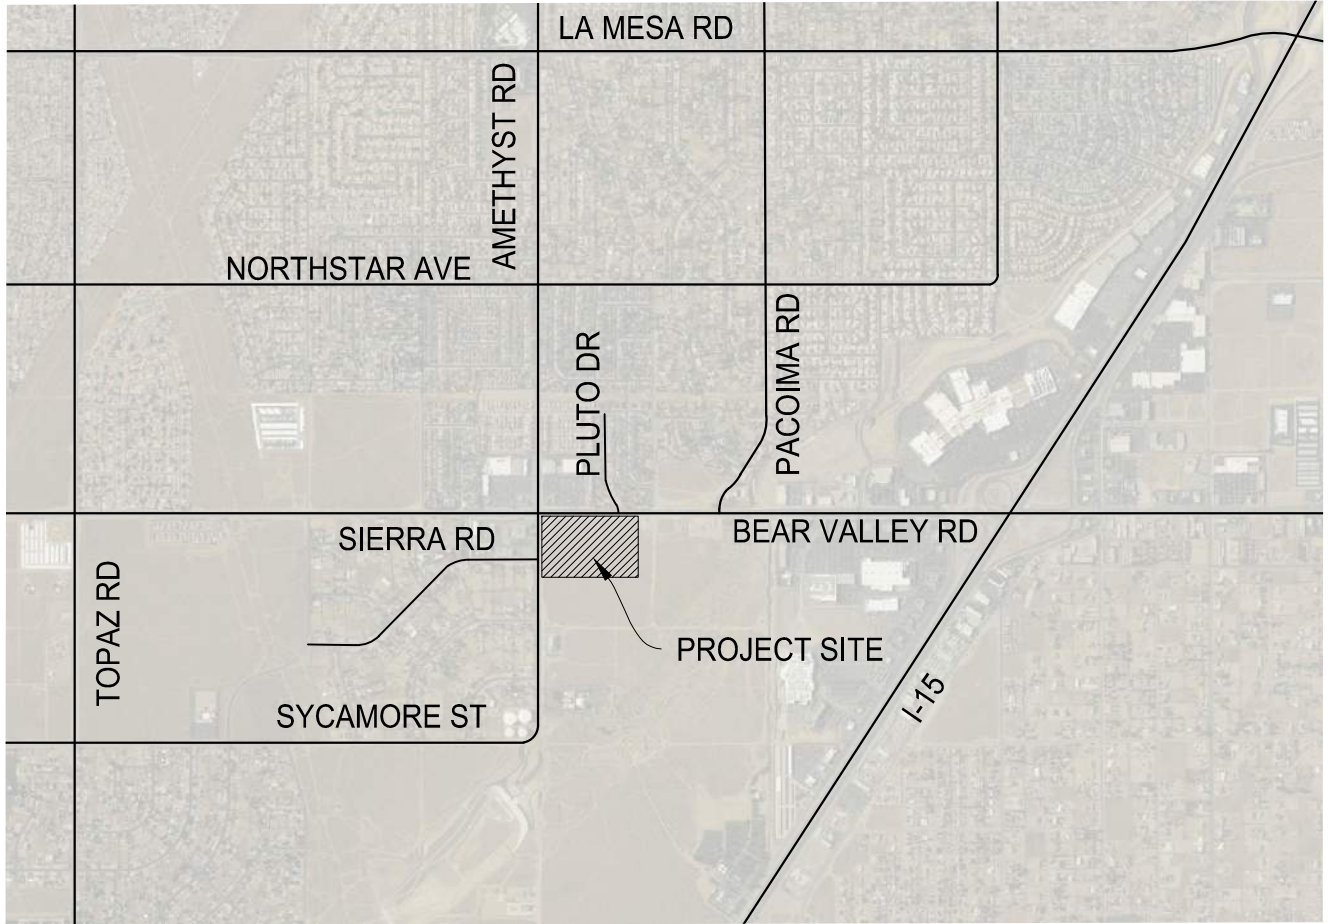 LA MESA RD
AMETHYST RD
NORTHSTAR AVE
PLUTO DR
PACOIMA RD
SIERRA RD
BEAR VALLEY RD
TOPAZ RD
PROJECT SITE
I-15
SYCAMORE ST